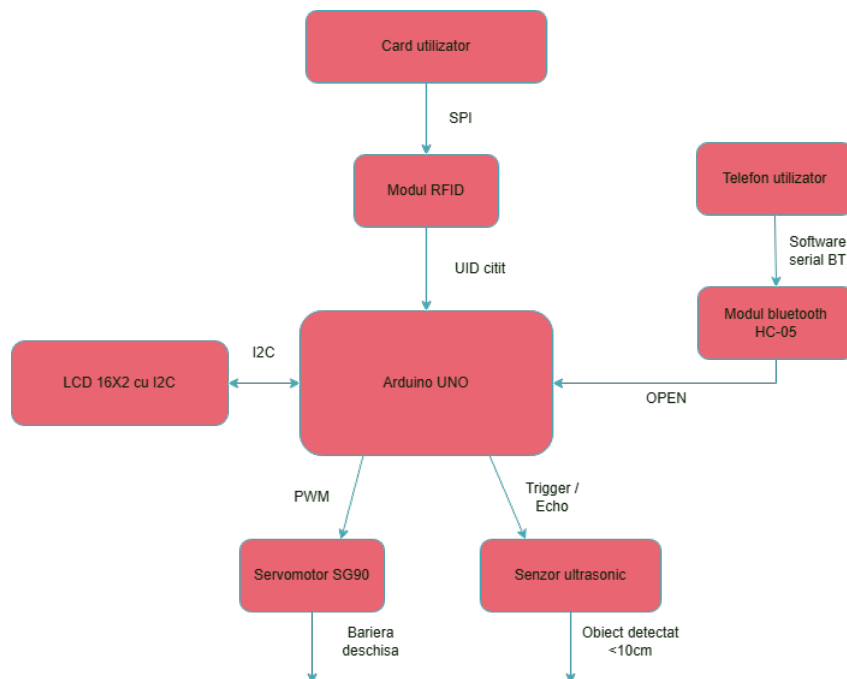 Card utilizator
SPI
Modul RFID
Telefon utilizator
UID citit
Software
serial BT
Modul bluetooth
HC-05
I2C
LCD 16X2 cu I2C
Arduino UNO
OPEN
PWM
Trigger /
Echo
Servomotor SG90
Senzor ultrasonic
Bariera
deschisa
Obiect detectat
<10cm